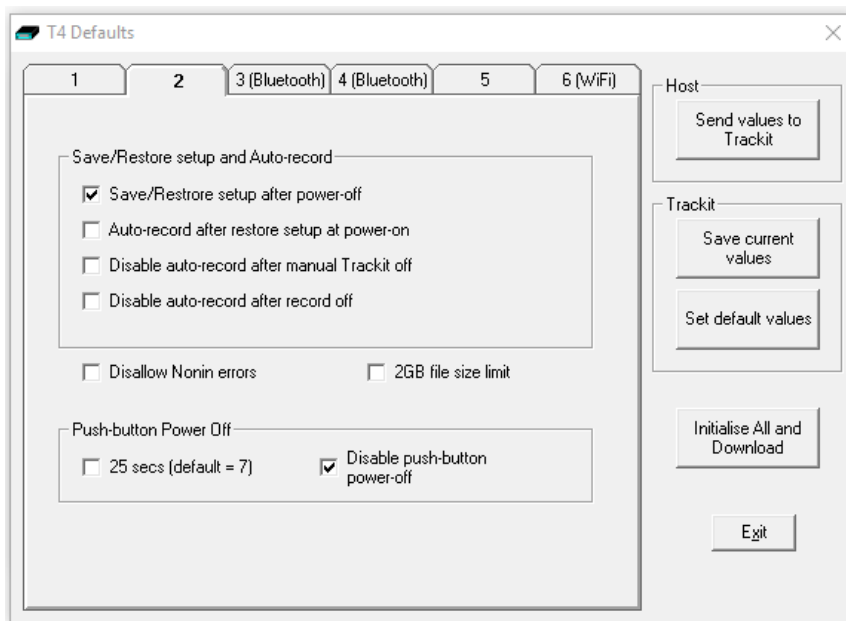 T4 Defaults
1
2
3 (Bluetooth)
4 (Bluetooth)
5
6 (WiFi)
Save/Restore setup and Auto-record
Save/Restrore setup after power-off
Auto-record after restore setup at power-on
Disable auto-record after manual Trackit off
Disable auto-record after record off
Disallow Nonin errors
2GB file size limit
Push-button Power Off
25 secs (default = 7)
Disable push-button
power-off
Host
Send values to
Trackit
Trackit
Save current
values
Set default values
Initialise All and
Download
Exit